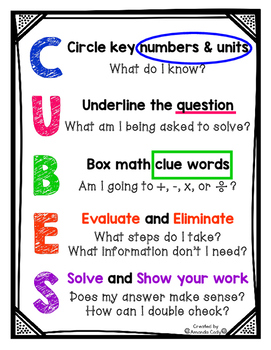 C
Circle key numbers & units
What do I know?
U
Underline the question
What am I being asked to solve?
B
Box math clue words
Am I going to +, -, x, or ÷?
E
Evaluate and Eliminate
What steps do I take?
What information don't I need?
S
Solve and Show your work
Does my answer make sense?
How can I double check?
Created by
©Amanda Cody©